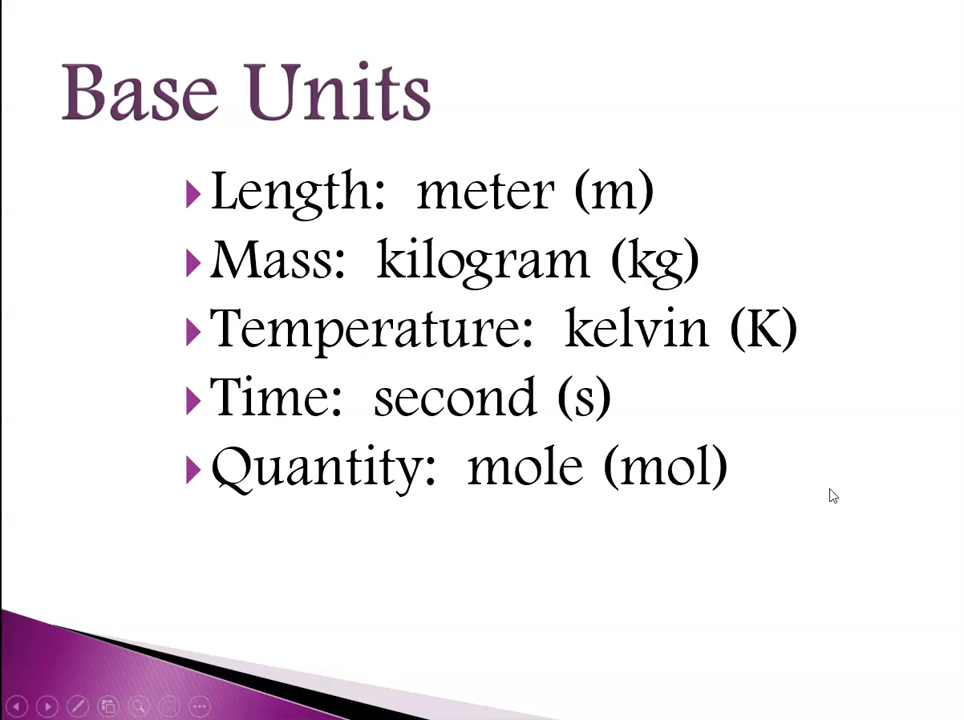 Base Units
Length: meter (m)
Mass: kilogram (kg)
Temperature: kelvin (K)
Time: second (s)
Quantity: mole (mol)